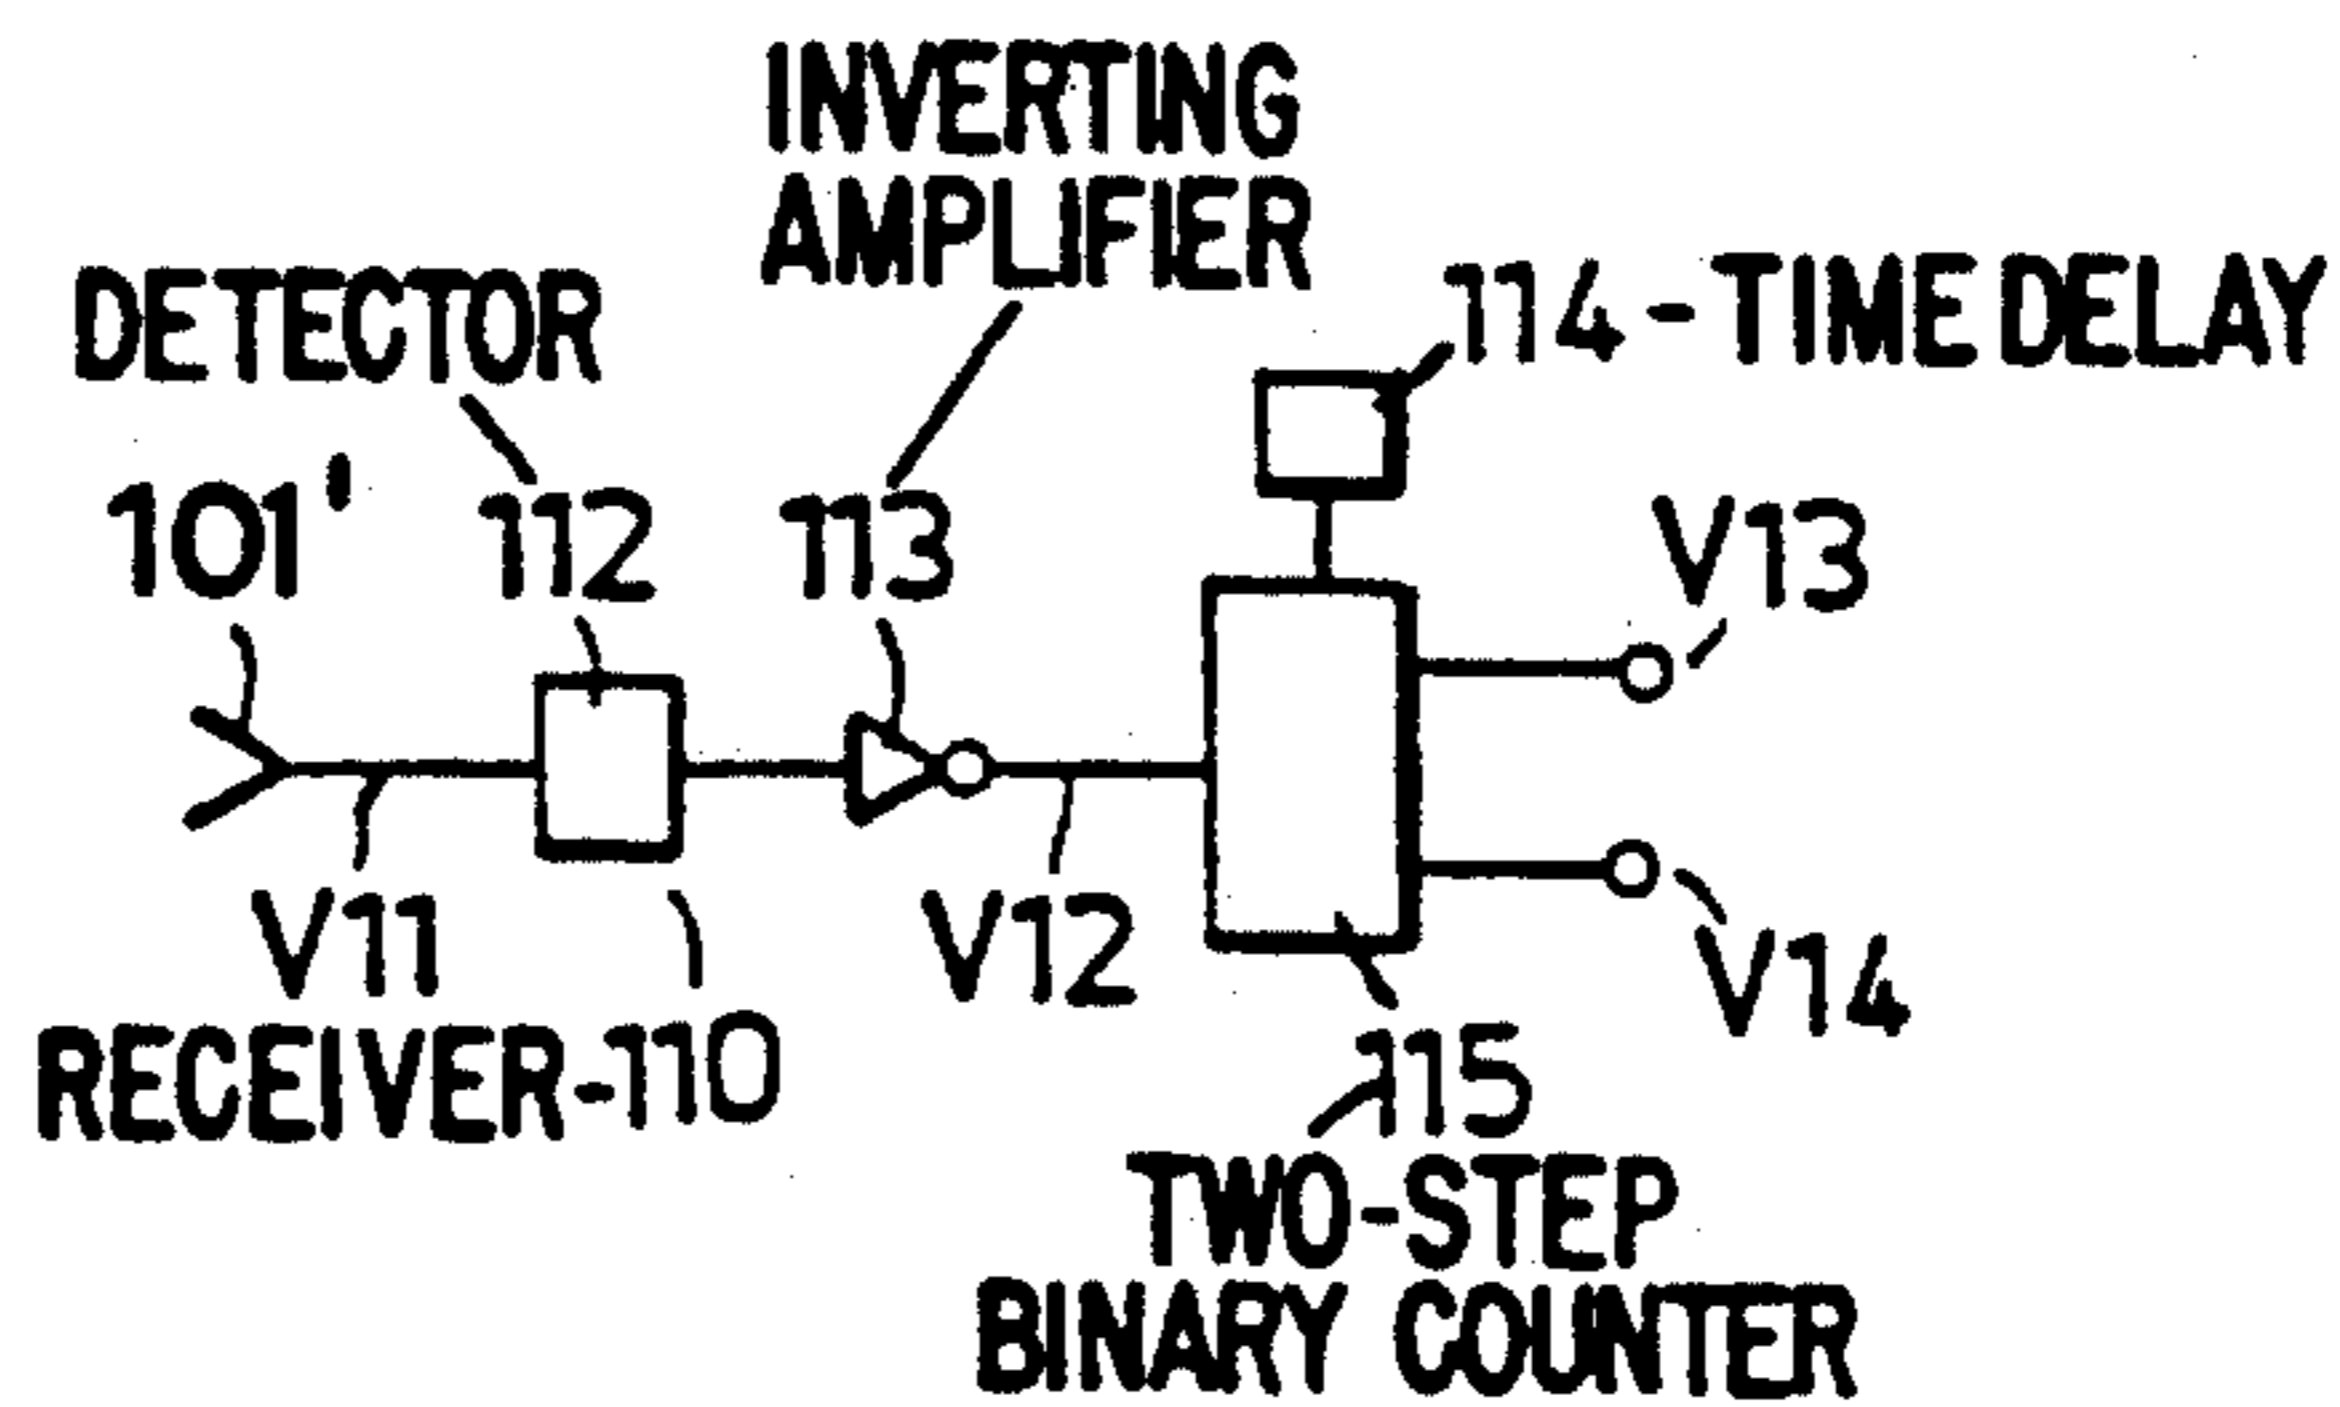 INVERTING
AMPLIFIER
DETECTOR
114-TIME DELAY
101' 112 113
V13
V11
V12
V14
RECEIVER-110
115
TWO-STEP
BINARY COUNTER